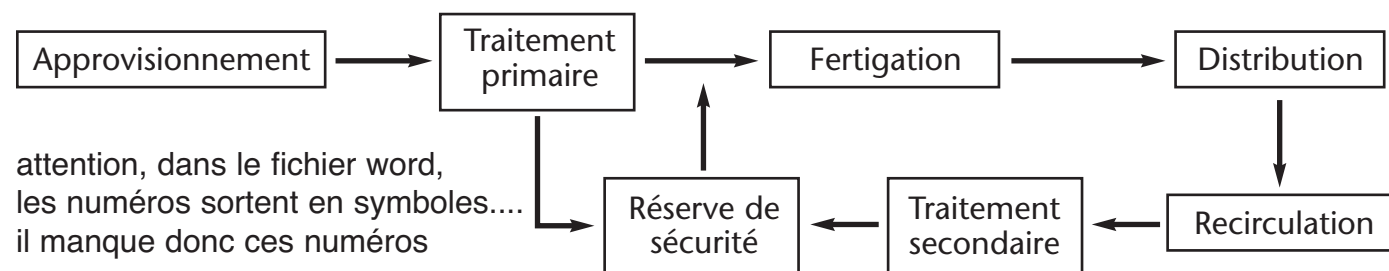 Approvisionnement
Traitement
primaire
Fertigation
Distribution
attention, dans le fichier word,
les numéros sortent en symboles....
il manque donc ces numéros
Réserve de
sécurité
Traitement
secondaire
Recirculation